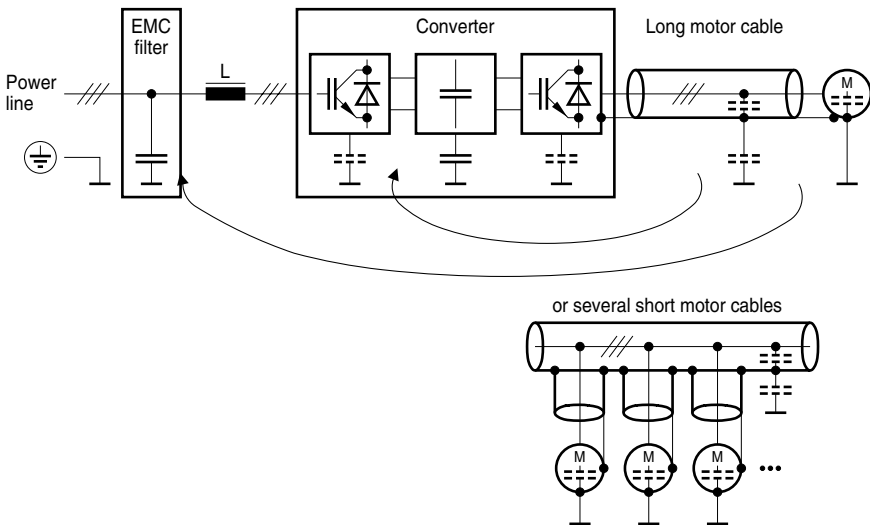 EMC
filter
Converter
Long motor cable
Power
line
L
M
or several short motor cables
M
M
M